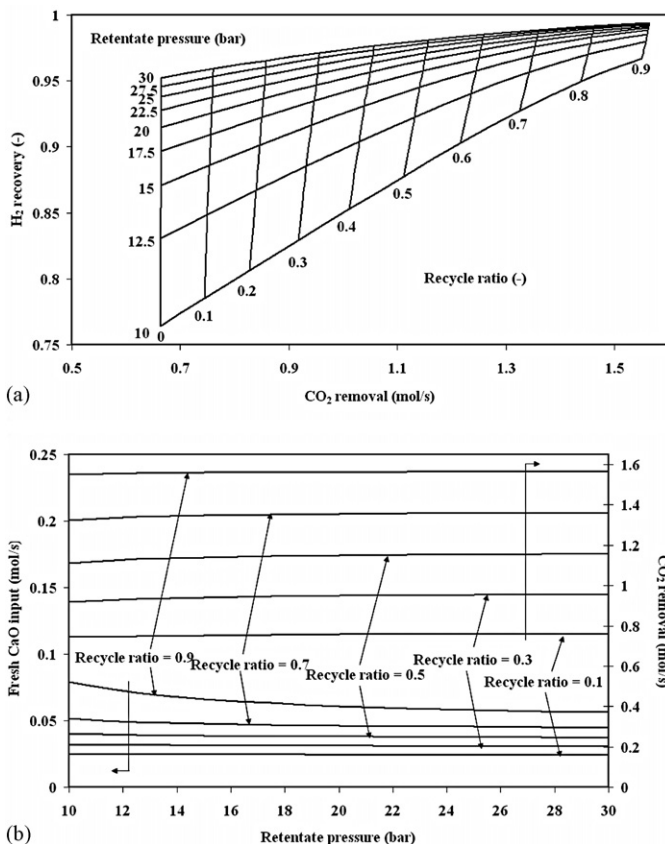 1
Retentate pressure (bar)
0.95
30
27.5
25
22.5
20
17.5
15
12.5
10
0.9
0.85
0.8
0.75
H₂ recovery (-)
0
0.1
0.2
0.3
0.4
0.5
0.6
0.7
0.8
0.9
Recycle ratio (-)
0.5 0.7 0.9 1.1 1.3 1.5
CO₂ removal (mol/s)
(a)
0.25
0.2
0.15
0.1
0.05
0
Fresh CaO input (mol/s)
1.6
1.4
1.2
1
0.8
0.6
0.4
0.2
0
CO₂ removal (mol/s)
Recycle ratio = 0.9
Recycle ratio = 0.7
Recycle ratio = 0.5
Recycle ratio = 0.3
Recycle ratio = 0.1
10 12 14 16 18 20 22 24 26 28 30
Retentate pressure (bar)
(b)